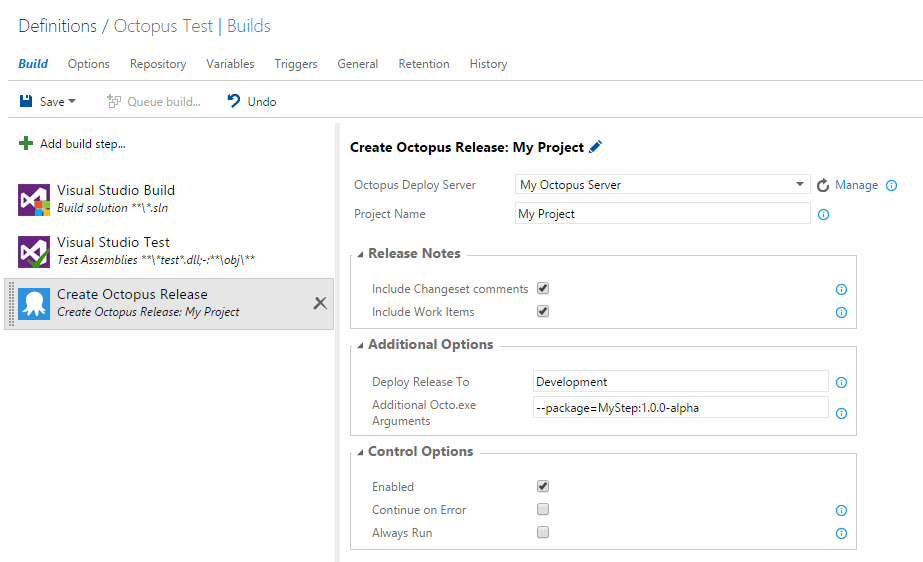 Definitions / Octopus Test | Builds
Build Options Repository Variables Triggers General Retention History
Save Queue build... Undo
Add build step...
Visual Studio Build
Build solution **\*.sln
Visual Studio Test
Test Assemblies **\*test*.dll;-:**\obj\**
Create Octopus Release
Create Octopus Release: My Project
Create Octopus Release: My Project
Octopus Deploy Server My Octopus Server Manage
Project Name My Project
Release Notes
Include Changeset comments
Include Work Items
Additional Options
Deploy Release To Development
Additional Octo.exe
Arguments --package=MyStep:1.0.0-alpha
Control Options
Enabled
Continue on Error
Always Run